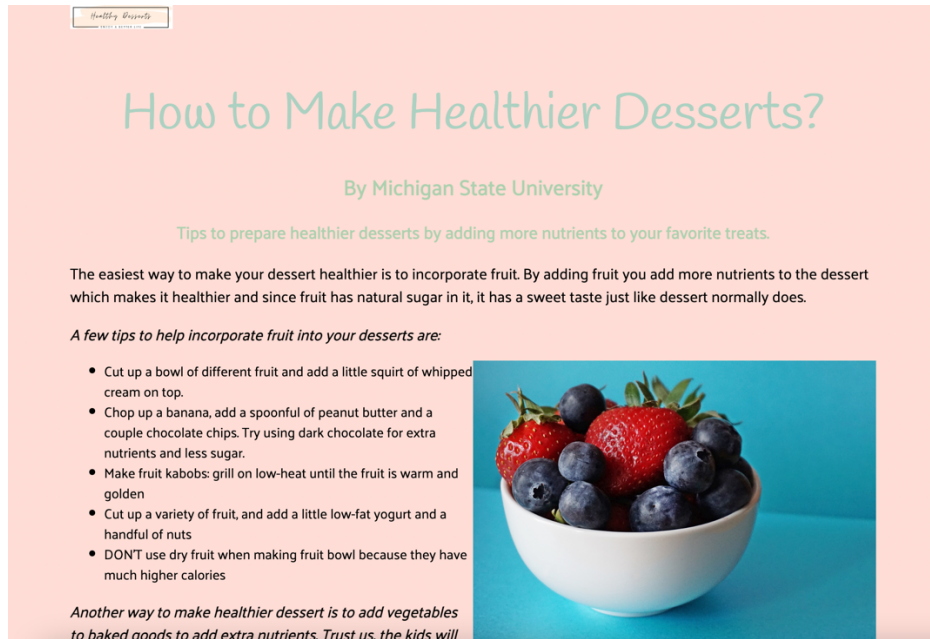 Healthy Desserts
How to Make Healthier Desserts?
By Michigan State University
Tips to prepare healthier desserts by adding more nutrients to your favorite treats.
The easiest way to make your dessert healthier is to incorporate fruit. By adding fruit you add more nutrients to the dessert
which makes it healthier and since fruit has natural sugar in it, it has a sweet taste just like dessert normally does.
A few tips to help incorporate fruit into your desserts are:
Cut up a bowl of different fruit and add a little squirt of whipped
cream on top.
Chop up a banana, add a spoonful of peanut butter and a
couple chocolate chips. Try using dark chocolate for extra
nutrients and less sugar.
Make fruit kabobs: grill on low-heat until the fruit is warm and
golden
Cut up a variety of fruit, and add a little low-fat yogurt and a
handful of nuts
DON'T use dry fruit when making fruit bowl because they have
much higher calories
Another way to make healthier dessert is to add vegetables
to baked goods to add extra nutrients. Trust us, the kids will